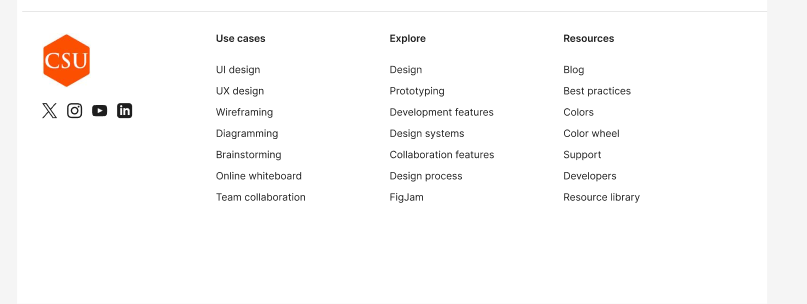 CSU
Use cases
UI design
UX design
Wireframing
Diagramming
Brainstorming
Online whiteboard
Team collaboration
Explore
Design
Prototyping
Development features
Design systems
Collaboration features
Design process
FigJam
Resources
Blog
Best practices
Colors
Color wheel
Support
Developers
Resource library